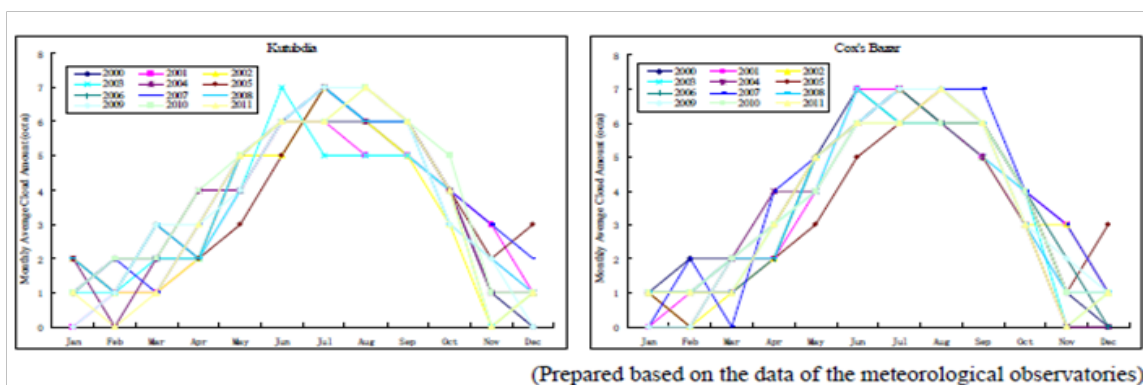 Kutubdia
Monthly Average Cloud Amount (octa)
8
7
6
5
4
3
2
1
0
2000 2001 2002
2003 2004 2005
2006 2007 2008
2009 2010 2011
Jan Feb Mar Apr May Jun Jul Aug Sep Oct Nov Dec
Cox's Bazar
Monthly Average Cloud Amount (octa)
8
7
6
5
4
3
2
1
0
2000 2001 2002
2003 2004 2005
2006 2007 2008
2009 2010 2011
Jan Feb Mar Apr May Jun Jul Aug Sep Oct Nov Dec
(Prepared based on the data of the meteorological observatories)